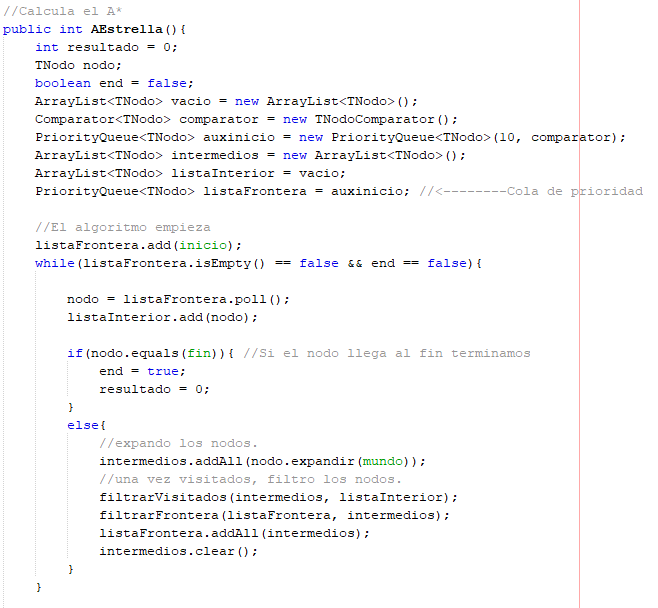 //Calcula el A*
public int AEstrella(){
int resultado = 0;
TNodo nodo;
boolean end = false;
ArrayList<TNodo> vacio = new ArrayList<TNodo>();
Comparator<TNodo> comparator = new TNodoComparator();
PriorityQueue<TNodo> auxinicio = new PriorityQueue<TNodo>(10, comparator);
ArrayList<TNodo> intermedios = new ArrayList<TNodo>();
ArrayList<TNodo> listaInterior = vacio;
PriorityQueue<TNodo> listaFrontera = auxinicio; //<--------Cola de prioridad
//El algoritmo empieza
listaFrontera.add(inicio);
while(listaFrontera.isEmpty() == false && end == false){
nodo = listaFrontera.poll();
listaInterior.add(nodo);
if(nodo.equals(fin)){ //Si el nodo llega al fin terminamos
end = true;
resultado = 0;
}
else{
//expando los nodos.
intermedios.addAll(nodo.expandir(mundo));
//una vez visitados, filtro los nodos.
filtrarVisitados(intermedios, listaInterior);
filtrarFrontera(listaFrontera, intermedios);
listaFrontera.addAll(intermedios);
intermedios.clear();
}
}